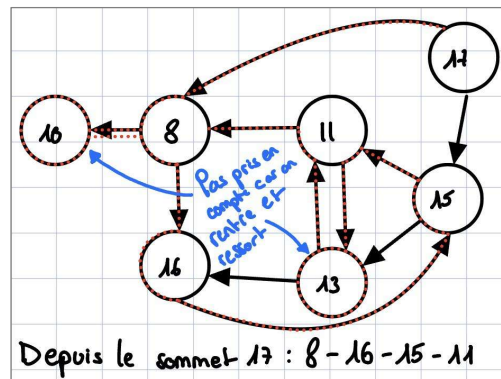 17
10
8
11
Pas pris en
compte car on
rentre et
ressort
15
16
13
Depuis le sommet 17 : 8 - 16 - 15 - 11